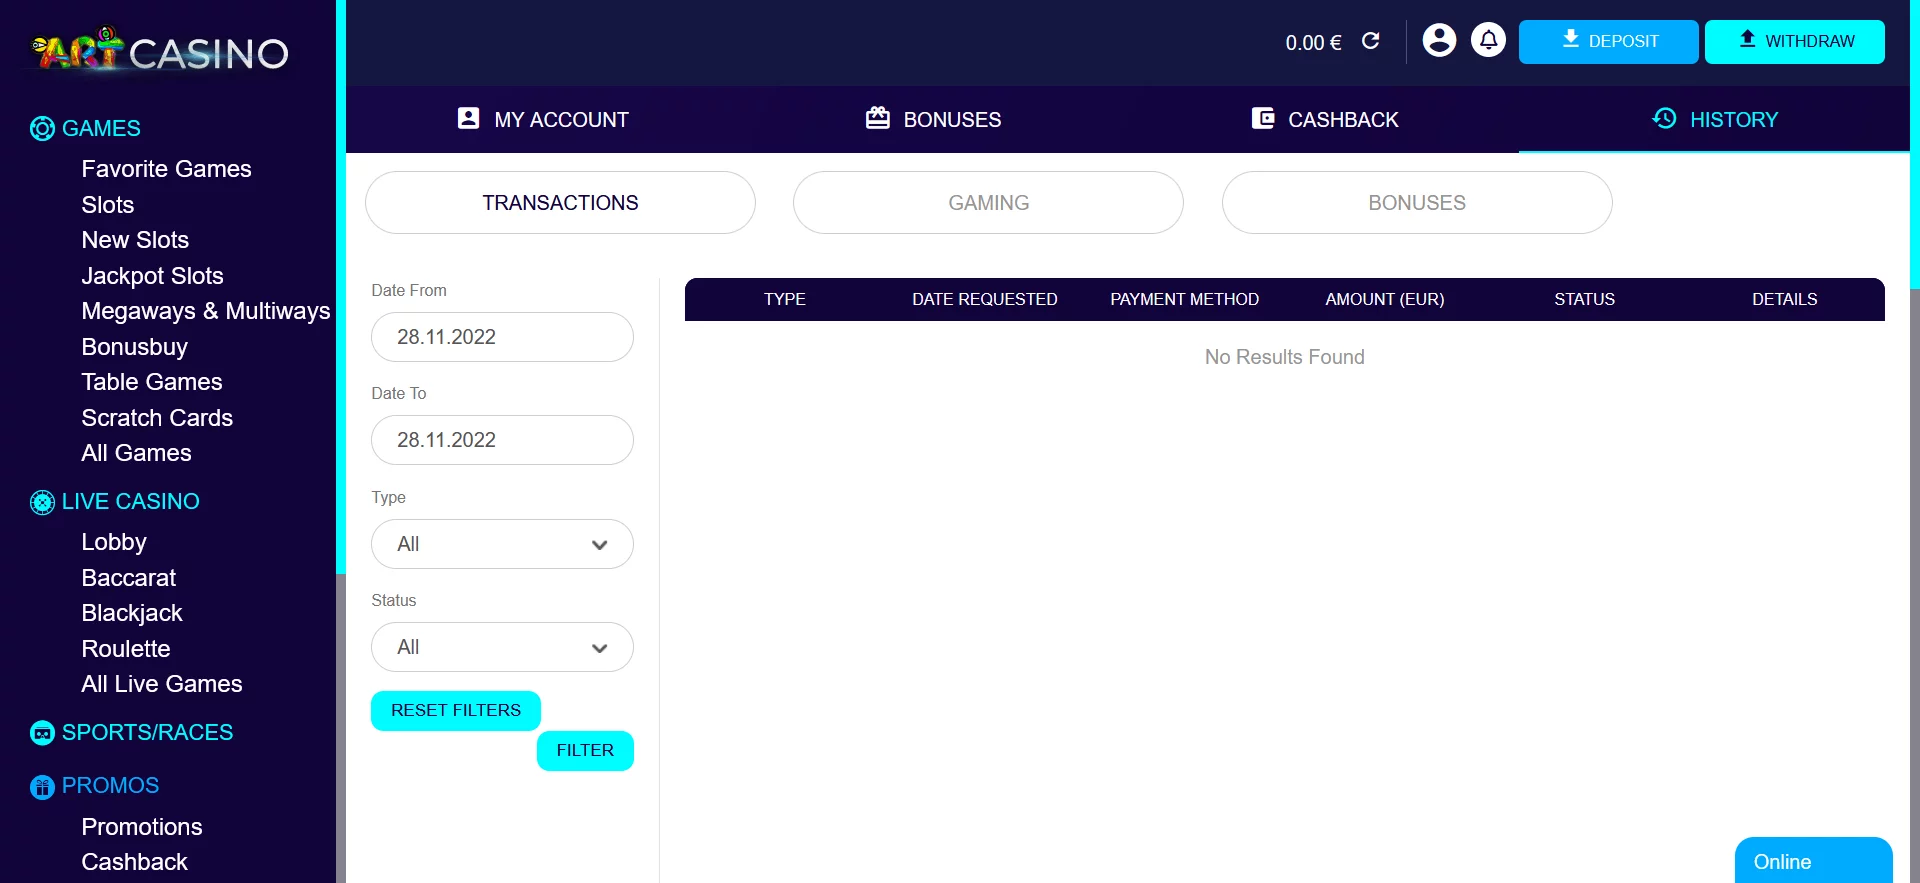 ART CASINO
GAMES
Favorite Games
Slots
New Slots
Jackpot Slots
Megaways & Multiways
Bonusbuy
Table Games
Scratch Cards
All Games
LIVE CASINO
Lobby
Baccarat
Blackjack
Roulette
All Live Games
SPORTS/RACES
PROMOS
Promotions
Cashback
0.00 €
DEPOSIT
WITHDRAW
MY ACCOUNT
BONUSES
CASHBACK
HISTORY
TRANSACTIONS
GAMING
BONUSES
Date From
28.11.2022
Date To
28.11.2022
Type
All
Status
All
RESET FILTERS
FILTER
TYPE
DATE REQUESTED
PAYMENT METHOD
AMOUNT (EUR)
STATUS
DETAILS
No Results Found
Online